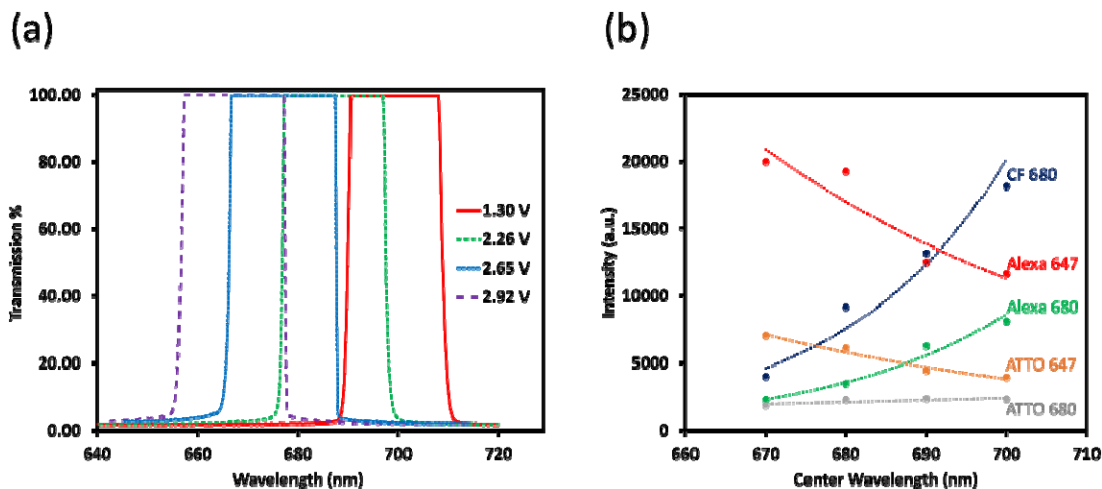 (a)
(b)
100.00
80.00
60.00
40.00
20.00
0.00
Transmission %
640
660
680
700
720
Wavelength (nm)
1.30 V
2.26 V
2.65 V
2.92 V
25000
20000
15000
10000
5000
0
Intensity (a.u.)
660
670
680
690
700
710
Center Wavelength (nm)
CF 680
Alexa 647
Alexa 680
ATTO 647
ATTO 680